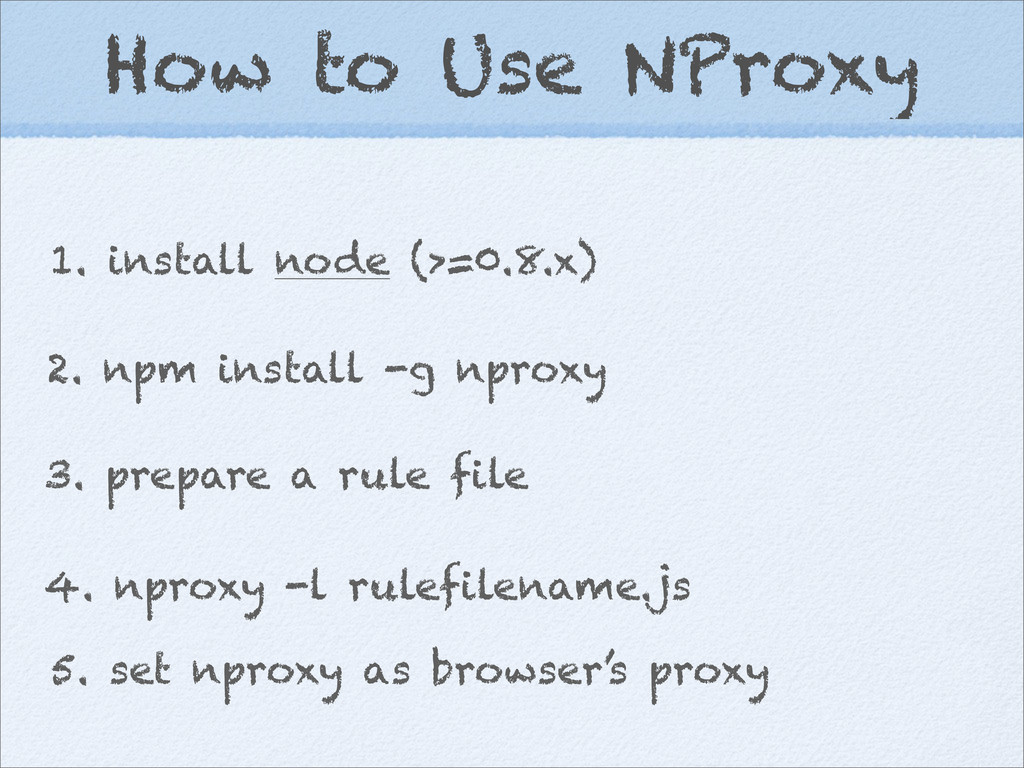 How to Use NProxy
1. install node (>=0.8.x)
2. npm install -g nproxy
3. prepare a rule file
4. nproxy -l rulefilename.js
5. set nproxy as browser’s proxy